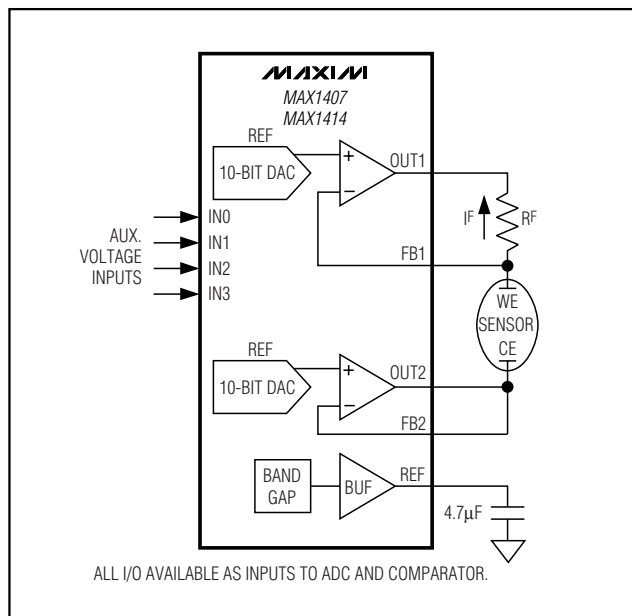 MAXIM
MAX1407
MAX1414
REF
10-BIT DAC
+
−
OUT1
IF
RF
FB1
AUX.
VOLTAGE
INPUTS
IN0
IN1
IN2
IN3
WE
SENSOR
CE
REF
10-BIT DAC
+
−
OUT2
FB2
BAND
GAP
BUF
REF
4.7µF
ALL I/O AVAILABLE AS INPUTS TO ADC AND COMPARATOR.